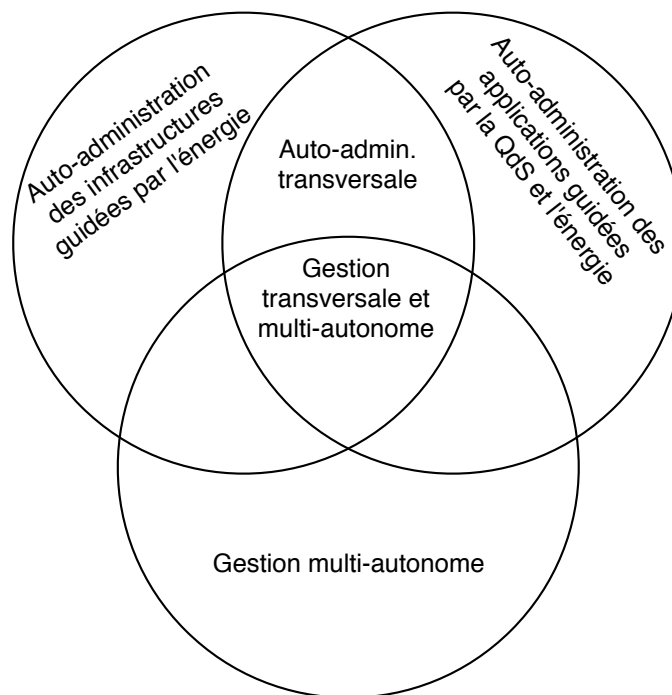 Auto-administration
des infrastructures
guidées par l'énergie
Auto-admin.
transversale
Auto-administration des
applications guidées
par la QdS et l'énergie
Gestion
transversale et
multi-autonome
Gestion multi-autonome